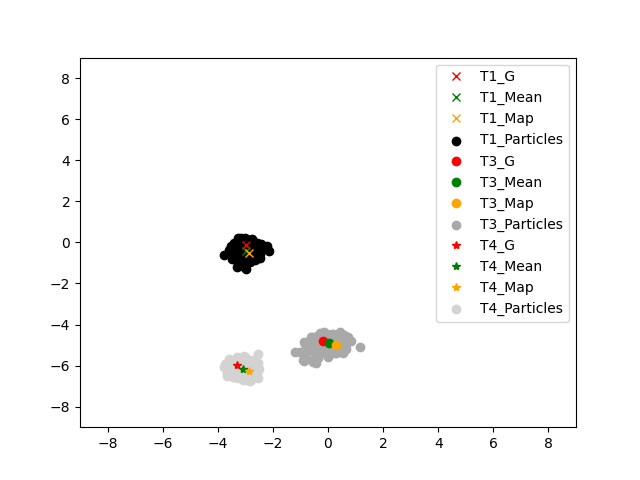 8
6
4
2
0
−2
−4
−6
−8
−8 −6 −4 −2 0 2 4 6 8
T1_G
T1_Mean
T1_Map
T1_Particles
T3_G
T3_Mean
T3_Map
T3_Particles
T4_G
T4_Mean
T4_Map
T4_Particles